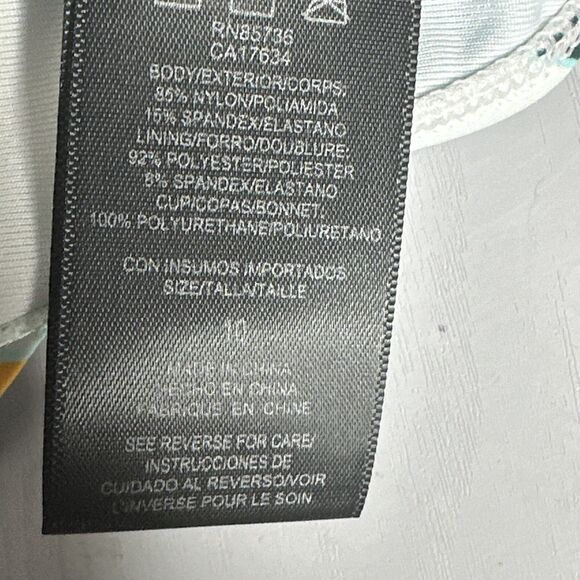 RN85736
CA17634
BODY/EXTERIOR/CORPS:
85% NYLON/POLIAMIDA
15% SPANDEX/ELASTANO
LINING/FORRO/DOUBLURE:
92% POLYESTER/POLIESTER
8% SPANDEX/ELASTANO
CUP/COPAS/BONNET:
100% POLYURETHANE/POLIURETANO
CON INSUMOS IMPORTADOS
SIZE/TALLA/TAILLE
10
MADE IN CHINA
HECHO EN CHINA
FABRIQUE EN CHINE
SEE REVERSE FOR CARE/
INSTRUCCIONES DE
CUIDADO AL REVERSO/VOIR
L'INVERSE POUR LE SOIN